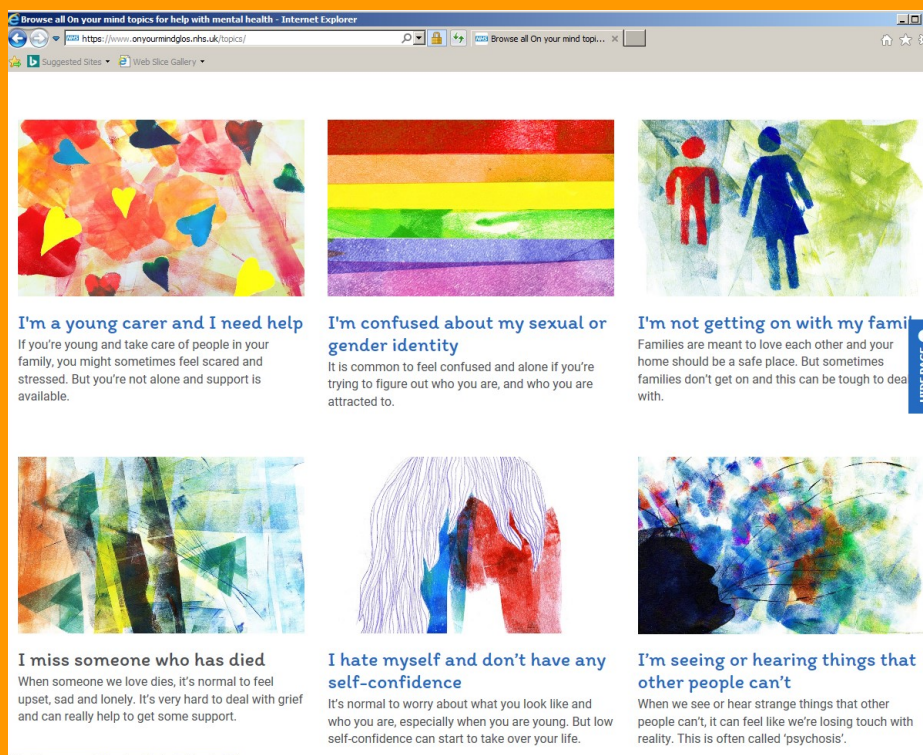 Browse all On your mind topics for help with mental health - Internet Explorer
https://www.onyourmindglos.nhs.uk/topics/
NHS Browse all On your mind topi...
Suggested Sites
Web Slice Gallery
I'm a young carer and I need help
If you're young and take care of people in your
family, you might sometimes feel scared and
stressed. But you're not alone and support is
available.
I'm confused about my sexual or
gender identity
It is common to feel confused and alone if you're
trying to figure out who you are, and who you are
attracted to.
I'm not getting on with my famil
Families are meant to love each other and your
home should be a safe place. But sometimes
families don't get on and this can be tough to dea
with.
HIDE PAGE
I miss someone who has died
When someone we love dies, it's normal to feel
upset, sad and lonely. It's very hard to deal with grief
and can really help to get some support.
I hate myself and don't have any
self-confidence
It's normal to worry about what you look like and
who you are, especially when you are young. But low
self-confidence can start to take over your life.
I'm seeing or hearing things that
other people can't
When we see or hear strange things that other
people can't, it can feel like we're losing touch with
reality. This is often called 'psychosis'.